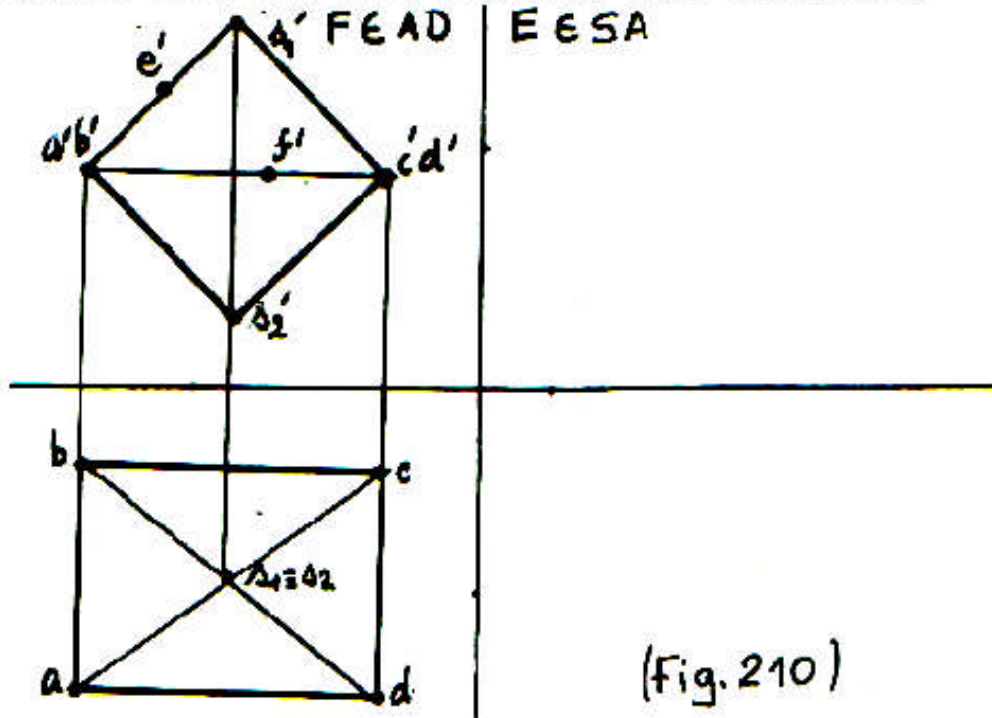 s₁' F∈AD E∈SA
e'
a'b' f' c'd'
s₂'
b c
s₁≡s₂
a d
(Fig. 210)